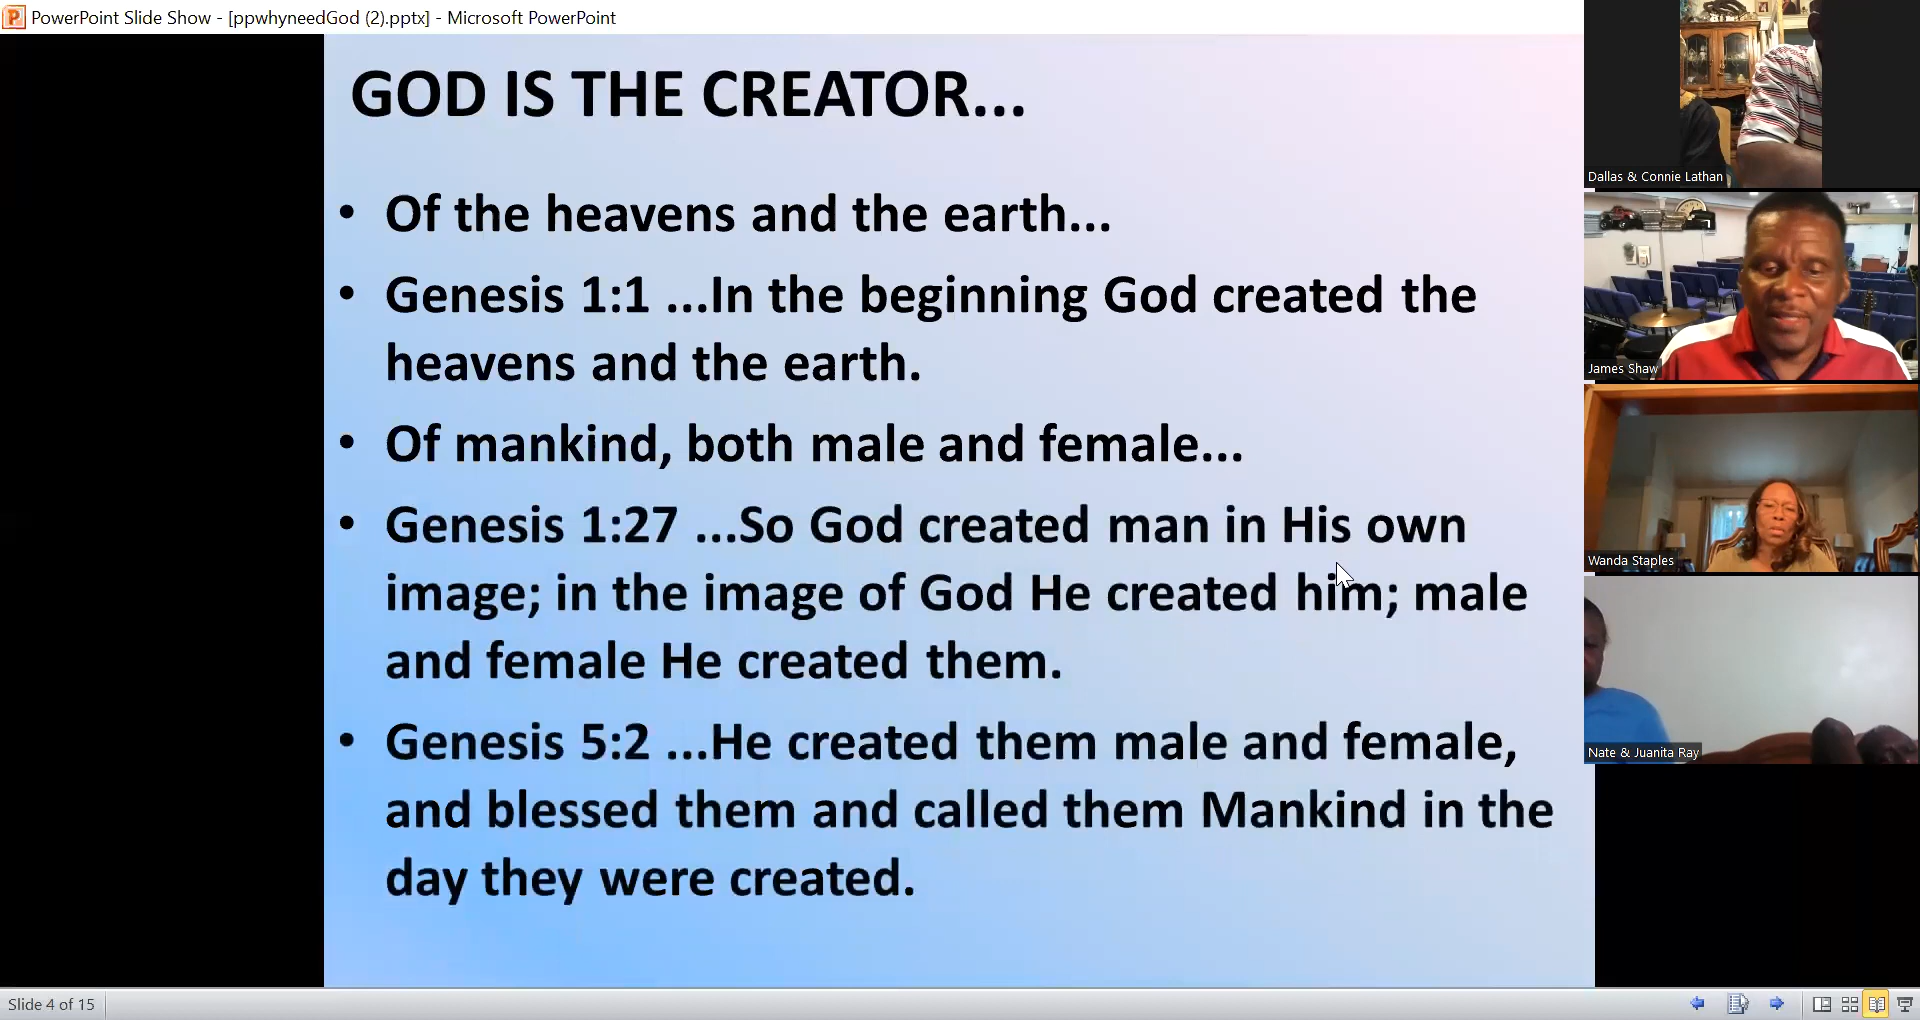 PowerPoint Slide Show - [ppwhyneedGod (2).pptx] - Microsoft PowerPoint
GOD IS THE CREATOR...
• Of the heavens and the earth...
• Genesis 1:1 ...In the beginning God created the
heavens and the earth.
• Of mankind, both male and female...
• Genesis 1:27 ...So God created man in His own
image; in the image of God He created him; male
and female He created them.
• Genesis 5:2 ...He created them male and female,
and blessed them and called them Mankind in the
day they were created.
Dallas & Connie Lathan
James Shaw
Wanda Staples
Nate & Juanita Ray
Slide 4 of 15